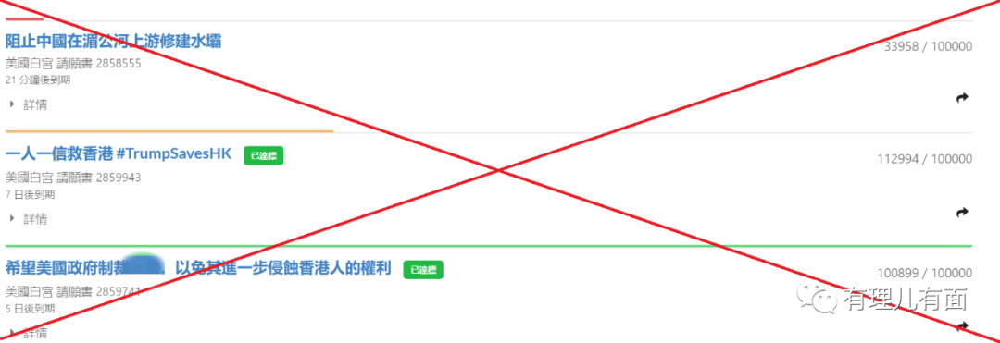 阻止中國在湄公河上游修建水壩
33958 / 100000
美國白宮 請願書 2858555
21 分鐘後到期
詳情
一人一信救香港 #TrumpSavesHK 已達標
112994 / 100000
美國白宮 請願書 2859943
7 日後到期
詳情
希望美國政府制裁 , 以免其進一步侵蝕香港人的權利 已達標
100899 / 100000
美國白宮 請願書 2859741
5 日後到期
有理儿有面
詳情